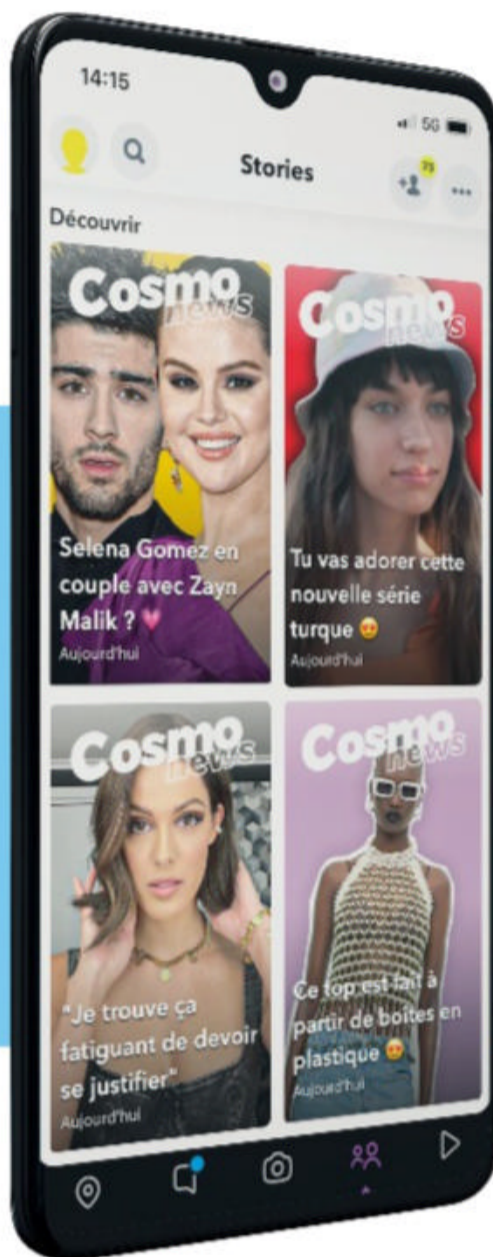 14:15
5G
Stories
75
Découvrir
Cosmo
news
Selena Gomez en
couple avec Zayn
Malik ? 💗
Aujourd'hui
Cosmo
news
Tu vas adorer cette
nouvelle série
turque 😍
Aujourd'hui
Cosmo
news
"Je trouve ça
fatiguant de devoir
se justifier"
Aujourd'hui
Cosmo
news
Ce top est fait à
partir de boîtes en
plastique 😍
Aujourd'hui